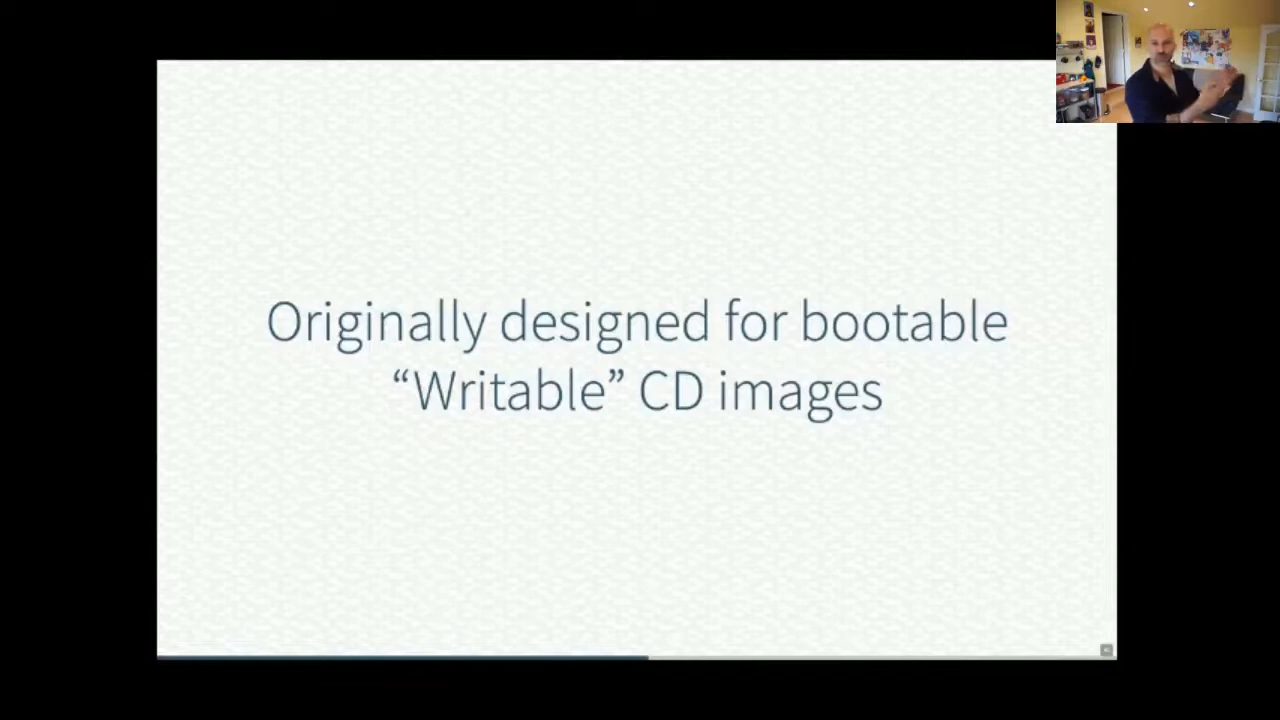 Originally designed for bootable
“Writable” CD images